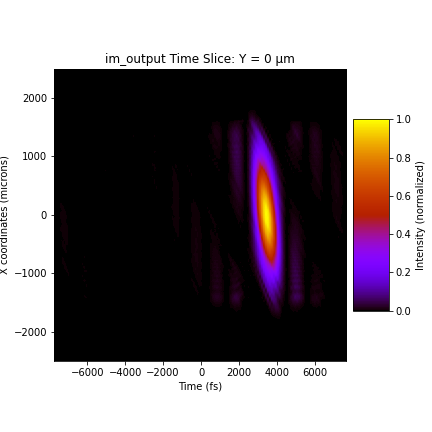 im_output Time Slice: Y = 0 μm
2000
1000
0
−1000
−2000
X coordinates (microns)
−6000 −4000 −2000 0 2000 4000 6000
Time (fs)
1.0
0.8
0.6
0.4
0.2
0.0
Intensity (normalized)